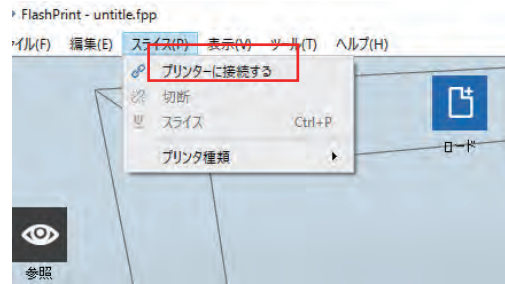 FlashPrint - untitle.fpp
イル(F) 編集(E) スライス(P) 表示(V) ツール(T) ヘルプ(H)
プリンターに接続する
切断
スライス Ctrl+P
プリンタ種類
ロード
参照